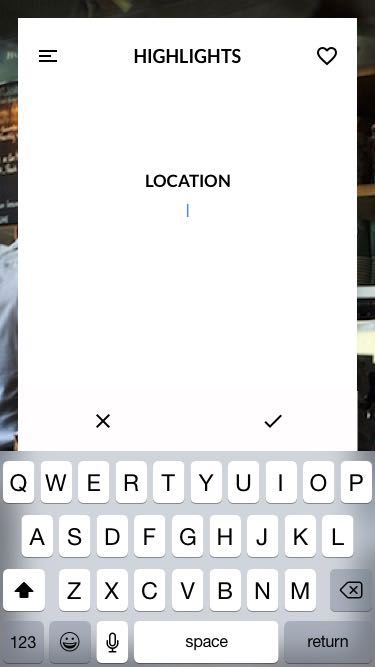 HIGHLIGHTS
LOCATION
Q W E R T Y U I O P
A S D F G H J K L
Z X C V B N M
123 space return